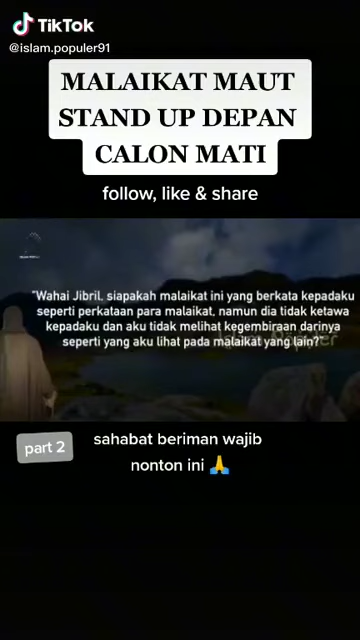 TikTok
@islam.populer91
MALAIKAT MAUT
STAND UP DEPAN
CALON MATI
follow, like & share
"Wahai Jibril, siapakah malaikat ini yang berkata kepadaku
seperti perkataan para malaikat, namun dia tidak ketawa
kepadaku dan aku tidak melihat kegembiraan darinya
seperti yang aku lihat pada malaikat yang lain?"
part 2
sahabat beriman wajib
nonton ini 🙏